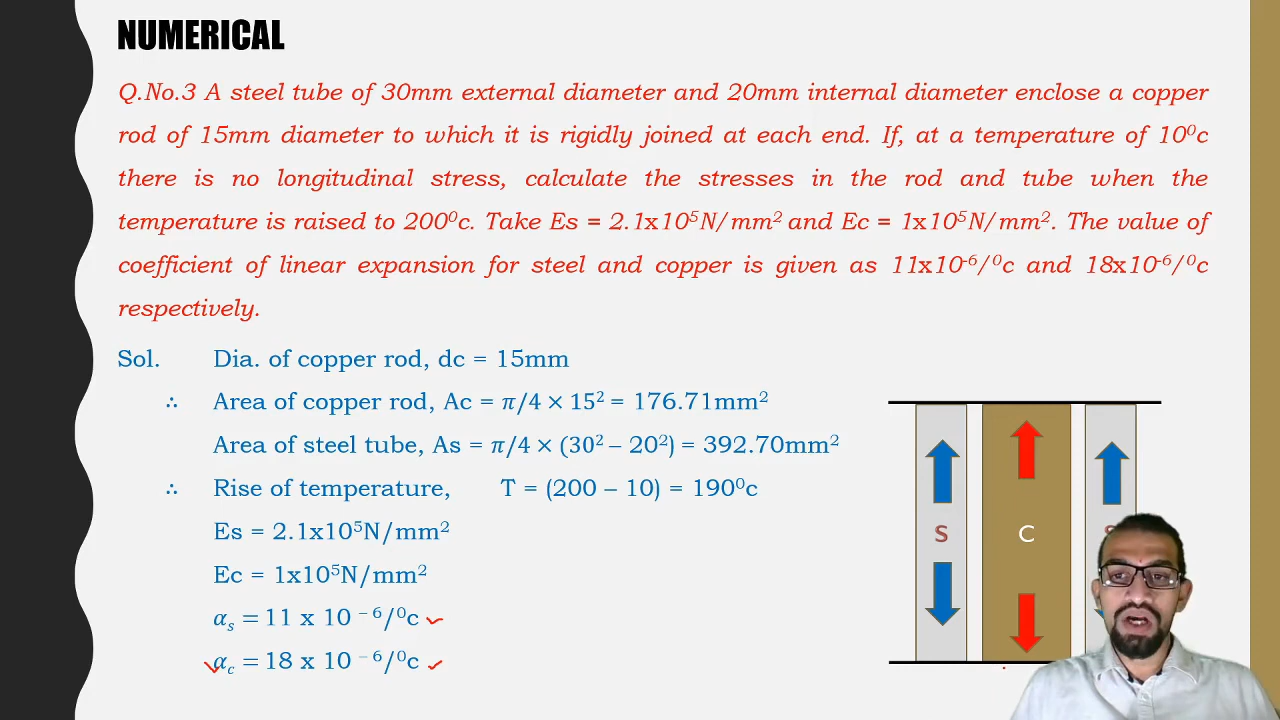 NUMERICAL
Q.No.3 A steel tube of 30mm external diameter and 20mm internal diameter enclose a copper
rod of 15mm diameter to which it is rigidly joined at each end. If, at a temperature of 10⁰c
there is no longitudinal stress, calculate the stresses in the rod and tube when the
temperature is raised to 200⁰c. Take Es = 2.1x10⁵N/mm² and Ec = 1x10⁵N/mm². The value of
coefficient of linear expansion for steel and copper is given as 11x10⁻⁶/⁰c and 18x10⁻⁶/⁰c
respectively.
Sol. Dia. of copper rod, dc = 15mm
∴ Area of copper rod, Ac = π/4 × 15² = 176.71mm²
Area of steel tube, As = π/4 × (30² – 20²) = 392.70mm²
∴ Rise of temperature, T = (200 – 10) = 190⁰c
Es = 2.1x10⁵N/mm²
Ec = 1x10⁵N/mm²
αₛ = 11 x 10 ⁻⁶/⁰c
α_c = 18 x 10 ⁻⁶/⁰c
S C